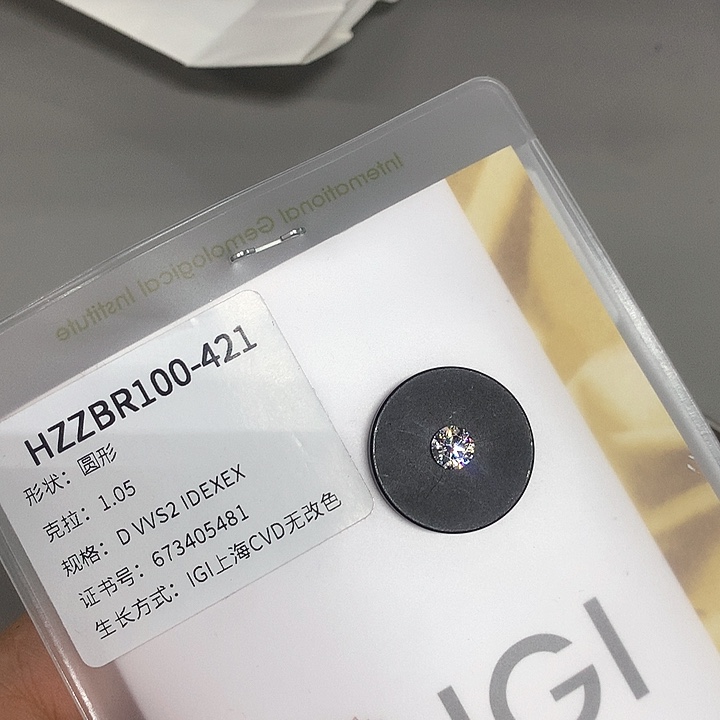 International Gemological Institute
HZZBR100-421
形状：圆形
克拉：1.05
规格：D VVS2 IDEXEX
证书号：673405481
生长方式：IGI上海CVD无改色
IGI